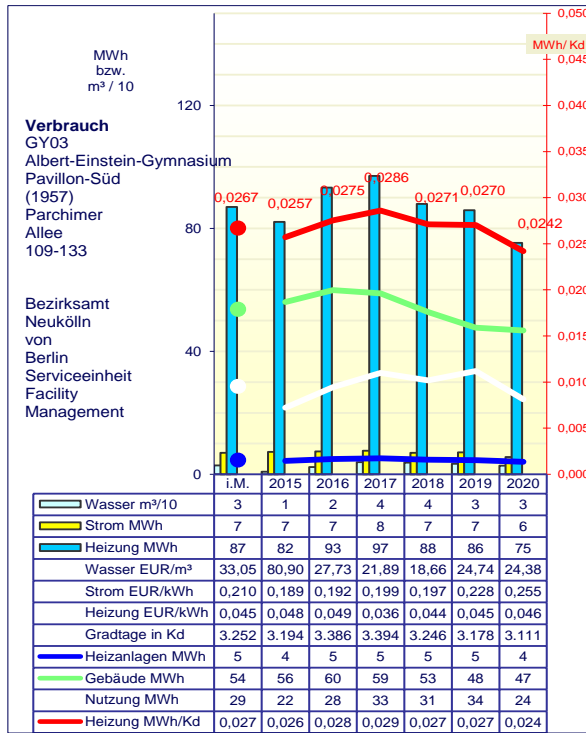 MWh
bzw.
m³ / 10
Verbrauch
GY03
Albert-Einstein-Gymnasium
Pavillon-Süd
(1957)
Parchimer
Allee
109-133
Bezirksamt
Neukölln
von
Berlin
Serviceeinheit
Facility
Management
120
80
40
0
MWh/ Kd
0,050
0,045
0,040
0,035
0,030
0,025
0,020
0,015
0,010
0,005
0,000
0,0267
0,0257
0,0275
0,0286
0,0271
0,0270
0,0242
i.M. 2015 2016 2017 2018 2019 2020
Wasser m³/10 3 1 2 4 4 3 3
Strom MWh 7 7 7 8 7 7 6
Heizung MWh 87 82 93 97 88 86 75
Wasser EUR/m³ 33,05 80,90 27,73 21,89 18,66 24,74 24,38
Strom EUR/kWh 0,210 0,189 0,192 0,199 0,197 0,228 0,255
Heizung EUR/kWh 0,045 0,048 0,049 0,036 0,044 0,045 0,046
Gradtage in Kd 3.252 3.194 3.386 3.394 3.246 3.178 3.111
Heizanlagen MWh 5 4 5 5 5 5 4
Gebäude MWh 54 56 60 59 53 48 47
Nutzung MWh 29 22 28 33 31 34 24
Heizung MWh/Kd 0,027 0,026 0,028 0,029 0,027 0,027 0,024